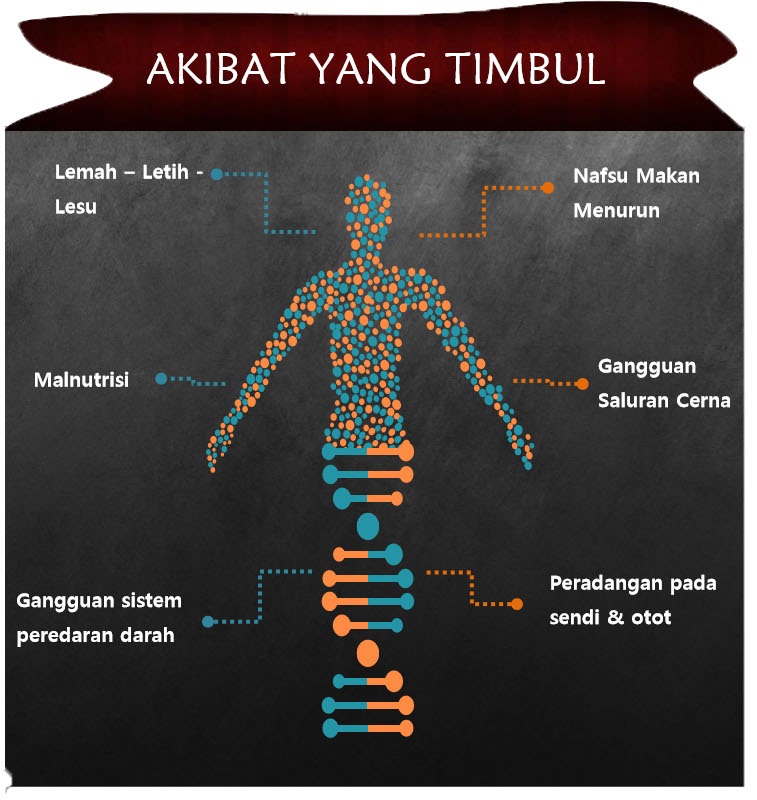 AKIBAT YANG TIMBUL
Lemah – Letih -
Lesu
Nafsu Makan
Menurun
Malnutrisi
Gangguan
Saluran Cerna
Gangguan sistem
peredaran darah
Peradangan pada
sendi & otot